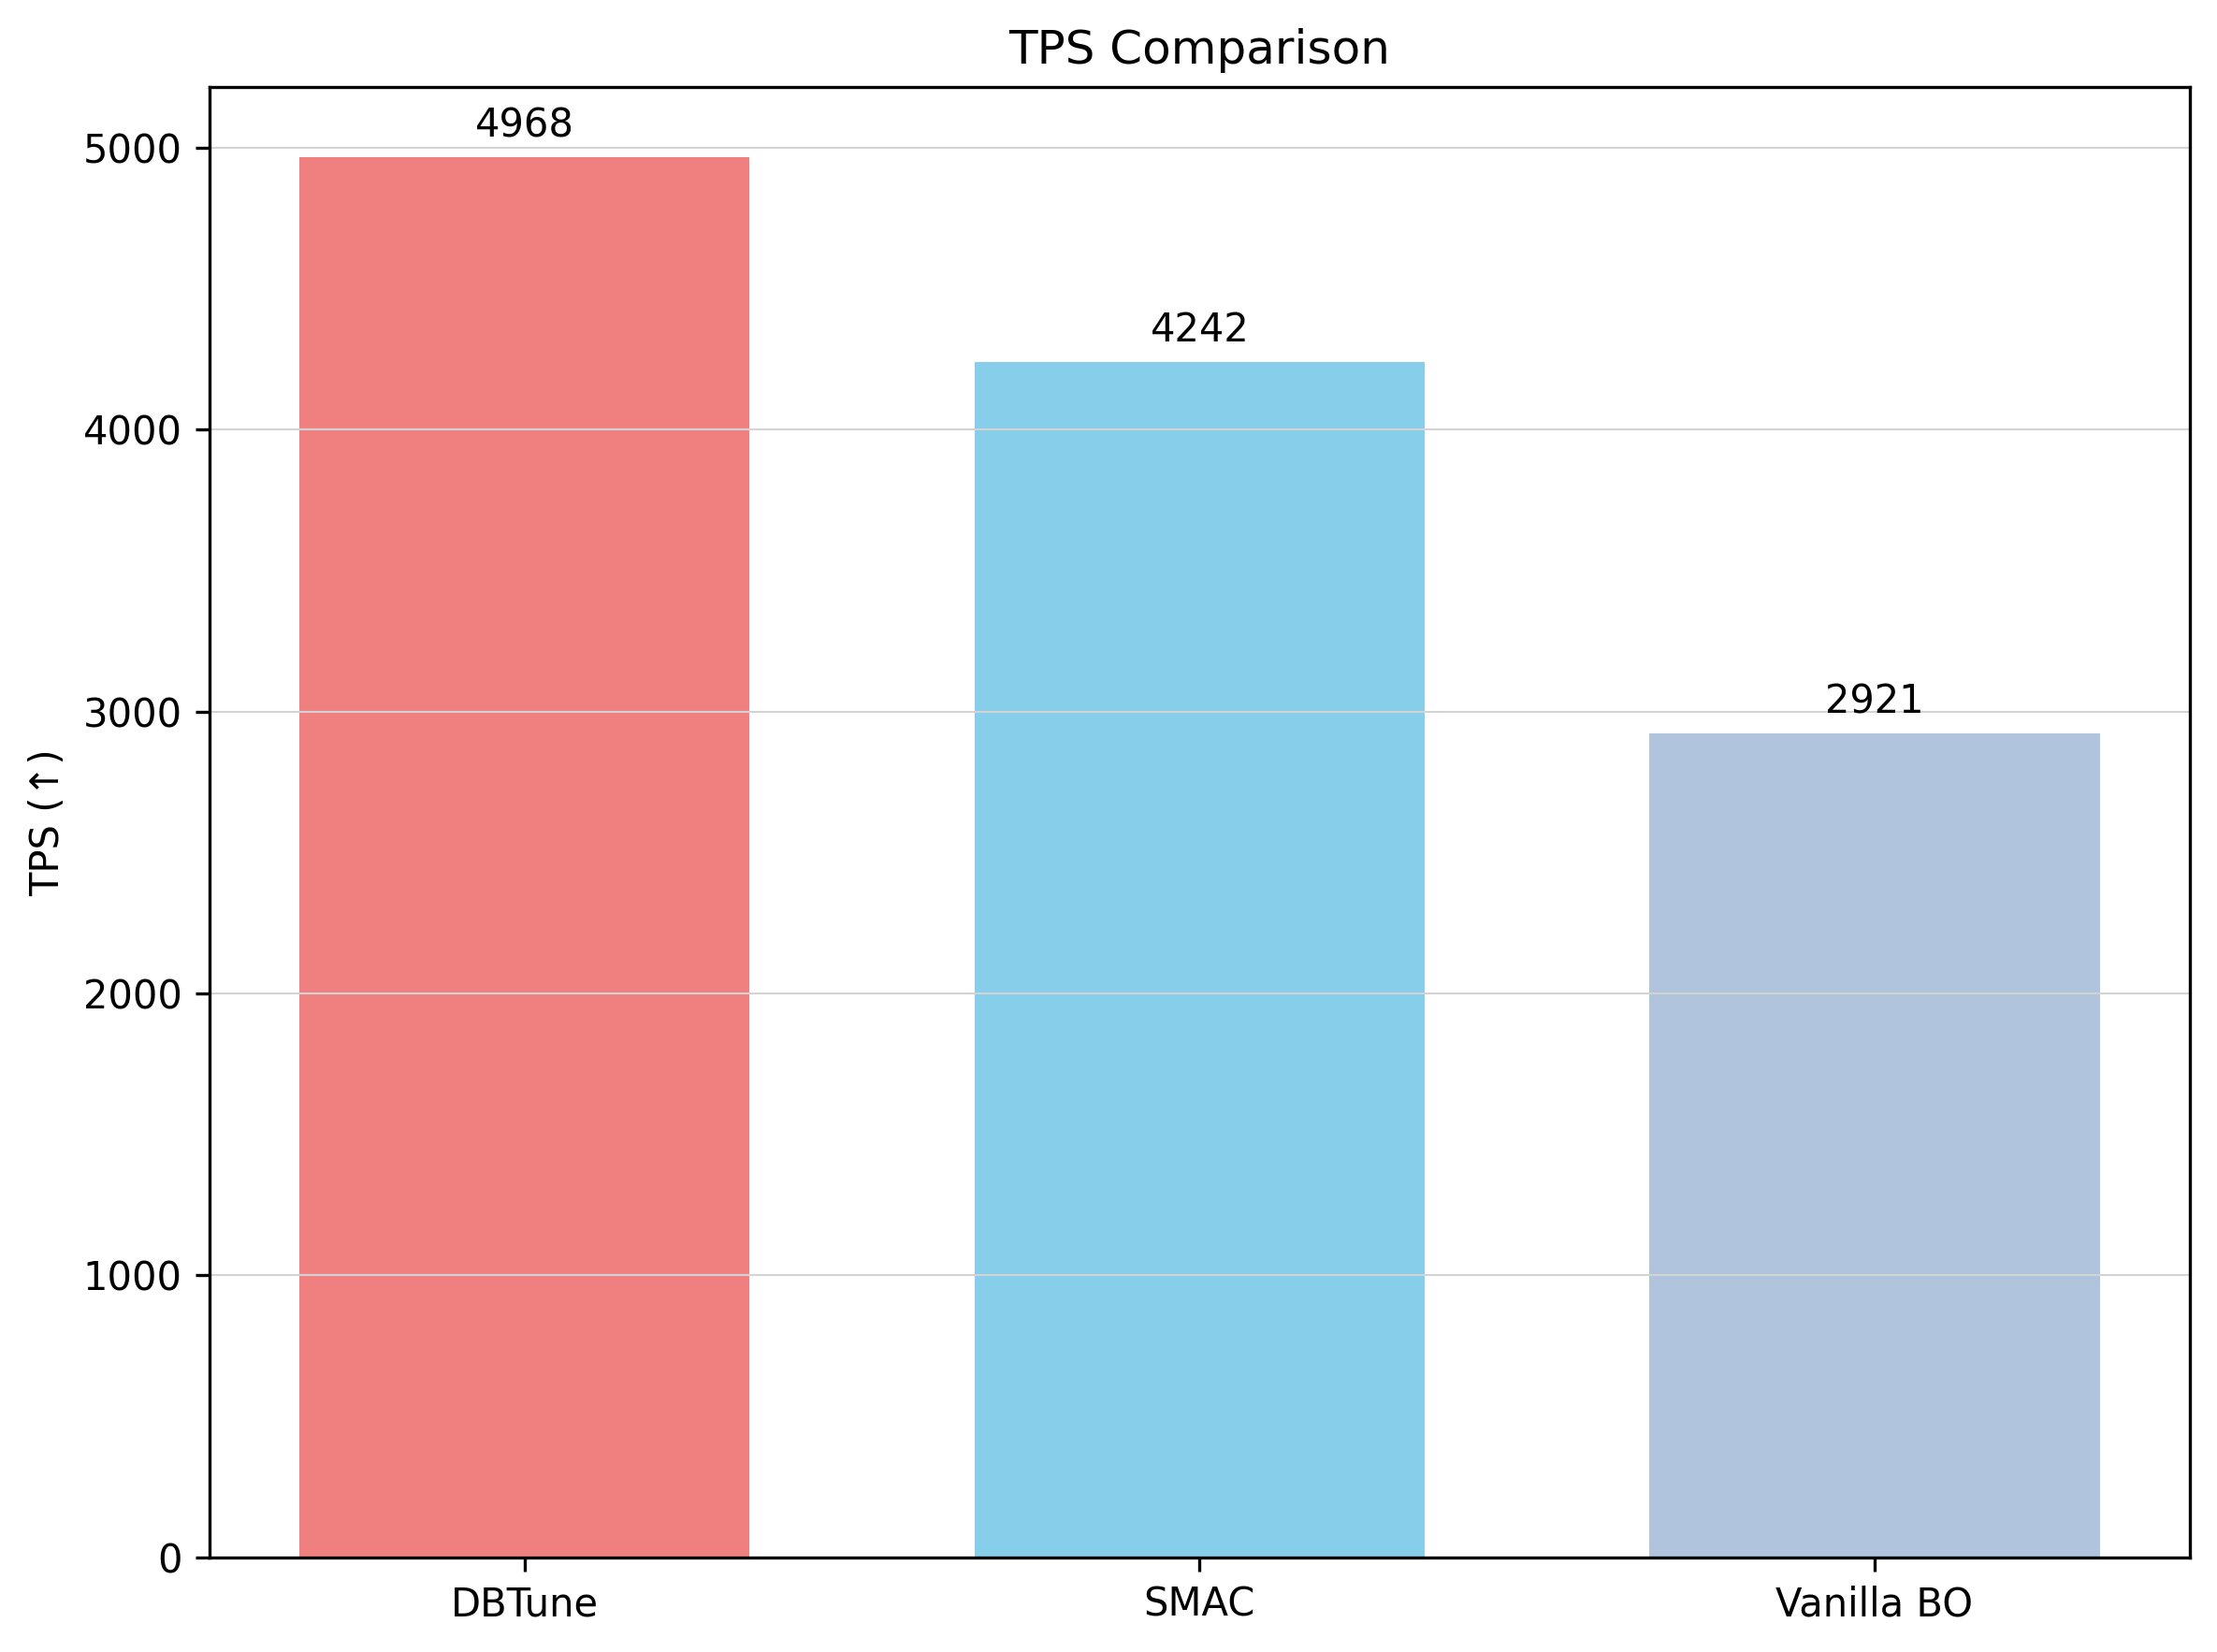 TPS Comparison
TPS (↑)
5000
4000
3000
2000
1000
0
4968
4242
2921
DBTune
SMAC
Vanilla BO